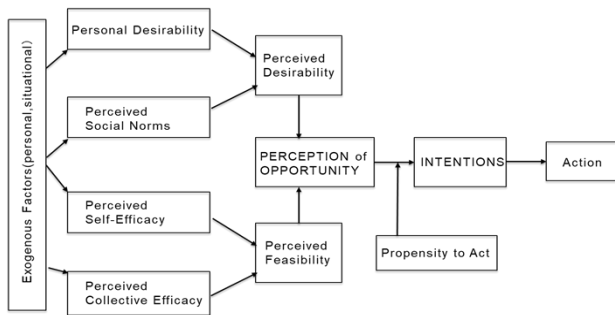 Exogenous Factors(personal,situational)
Personal Desirability
Perceived
Social Norms
Perceived
Self-Efficacy
Perceived
Collective Efficacy
Perceived
Desirability
PERCEPTION of
OPPORTUNITY
Perceived
Feasibility
INTENTIONS
Propensity to Act
Action